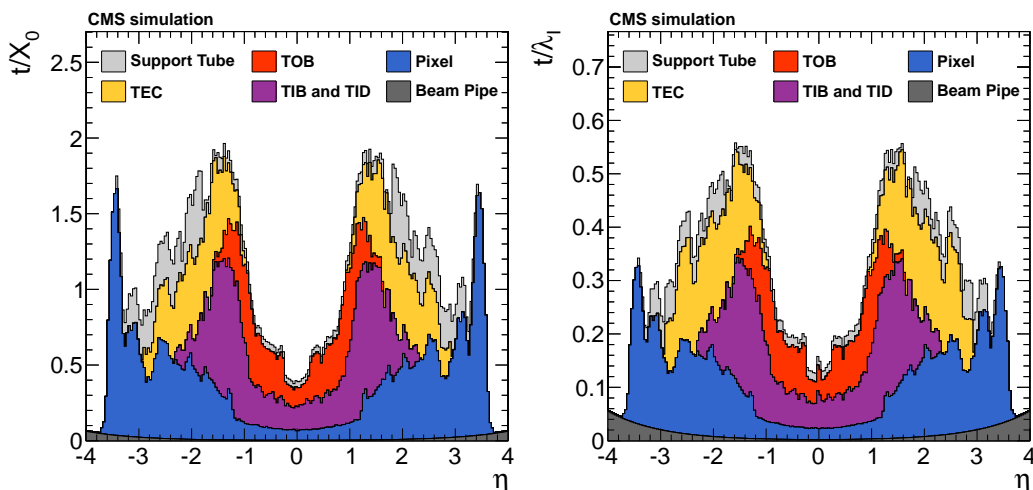 CMS simulation
t/X₀
Support Tube
TOB
Pixel
TEC
TIB and TID
Beam Pipe
2.5
2
1.5
1
0.5
0
-4 -3 -2 -1 0 1 2 3 4
η
CMS simulation
t/λ_I
Support Tube
TOB
Pixel
TEC
TIB and TID
Beam Pipe
0.7
0.6
0.5
0.4
0.3
0.2
0.1
0
-4 -3 -2 -1 0 1 2 3 4
η